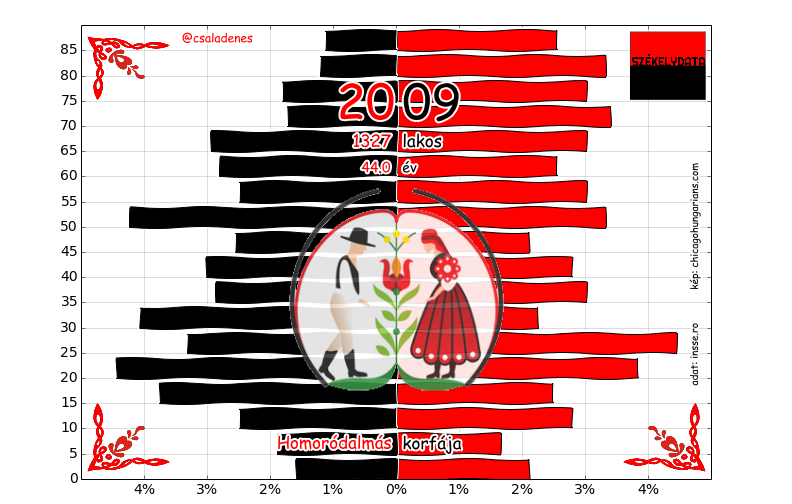 @csaladenes
SZÉKELYDATA
2009
1327 lakos
44.0 év
kép: chicagohungarians.com
adat: insse.ro
Homoródalmás korfája
85
80
75
70
65
60
55
50
45
40
35
30
25
20
15
10
5
0
4% 3% 2% 1% 0% 1% 2% 3% 4%